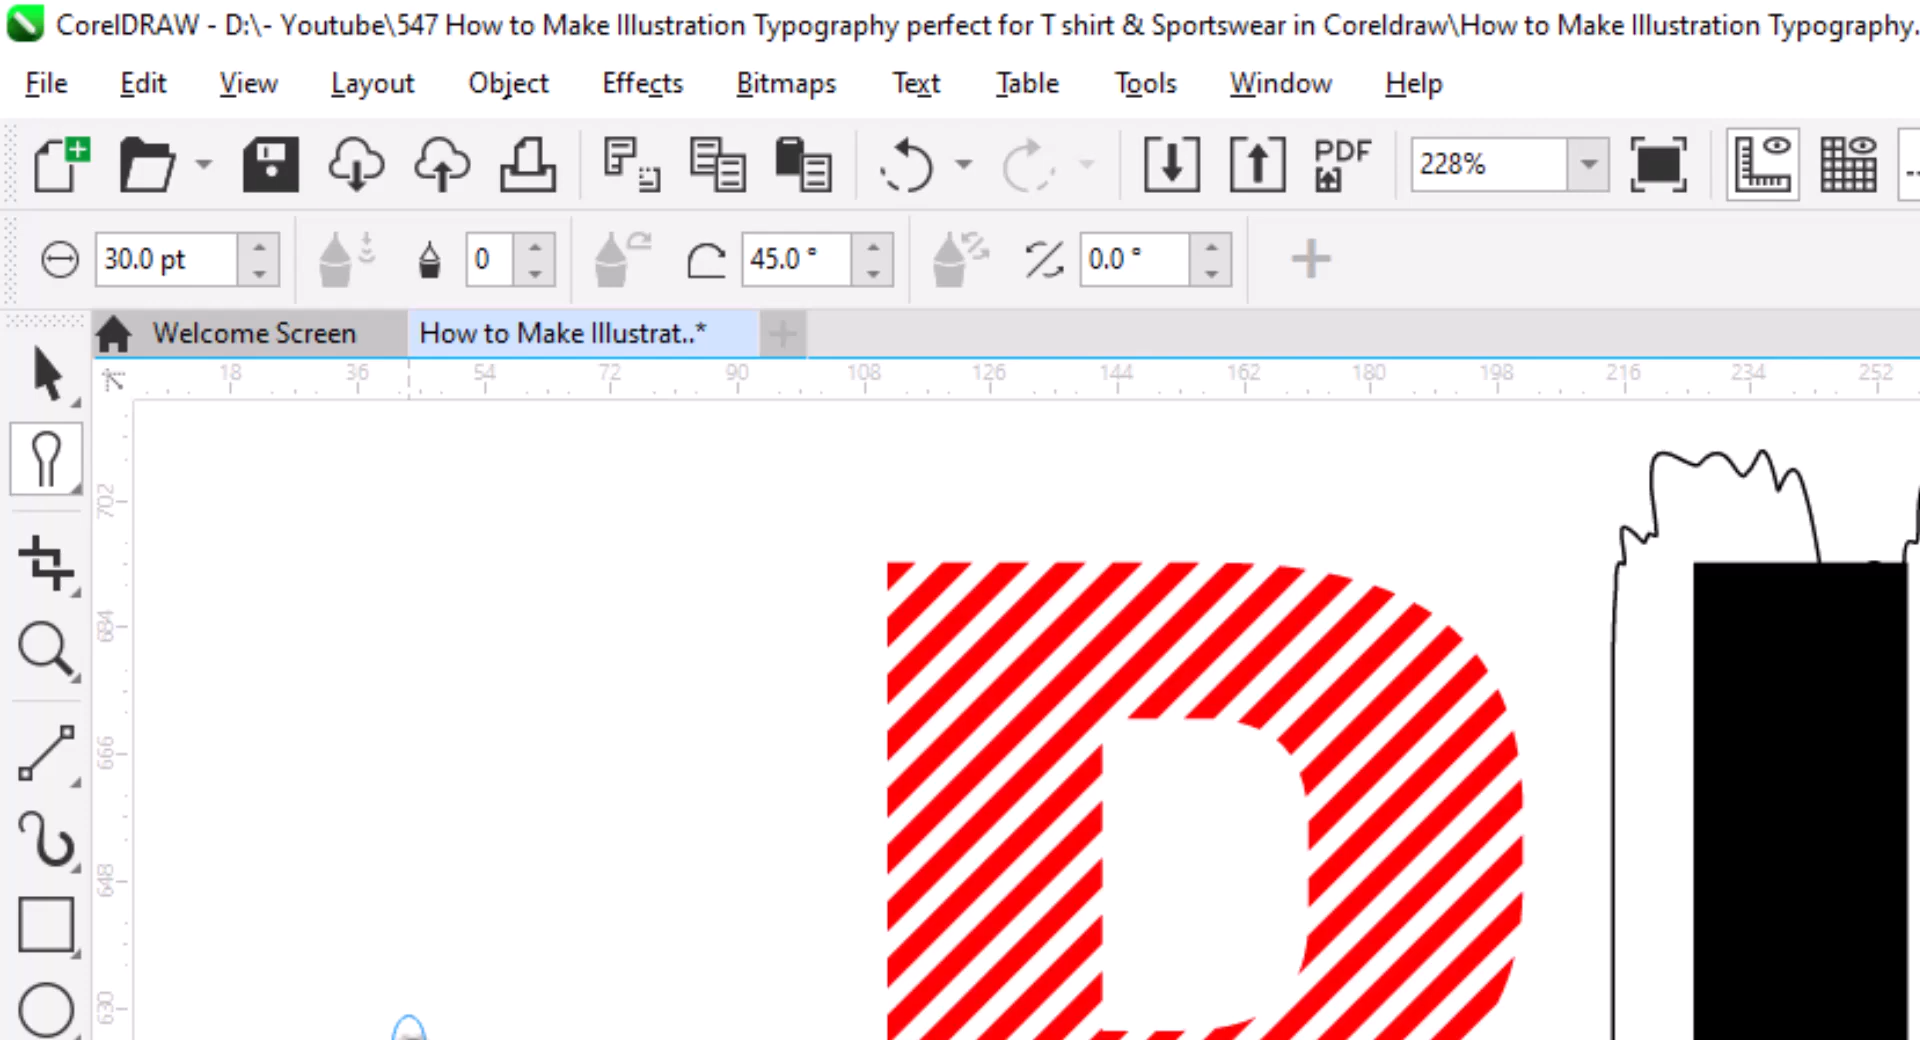 CorelDRAW - D:\- Youtube\547 How to Make Illustration Typography perfect for T shirt & Sportswear in Coreldraw\How to Make Illustration Typography.
File Edit View Layout Object Effects Bitmaps Text Table Tools Window Help
PDF 228%
30.0 pt 0 45.0 ° 0.0 °
Welcome Screen How to Make Illustrat..*
18 36 54 72 90 108 126 144 162 180 198 216 234 252
702
684
666
648
630
D